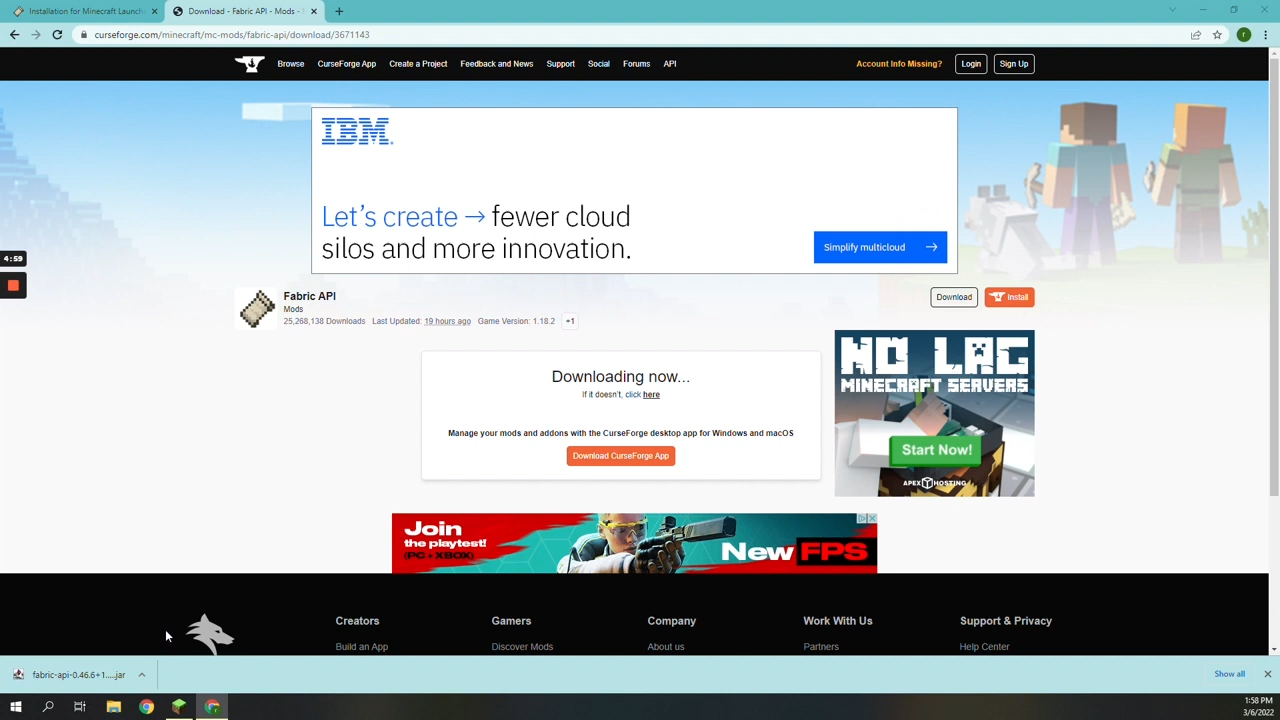 Installation for Minecraft Launch
Download - Fabric API - Mods -
curseforge.com/minecraft/mc-mods/fabric-api/download/3671143
r
Browse CurseForge App Create a Project Feedback and News Support Social Forums API
Account Info Missing? Login Sign Up
IBM
Let's create → fewer cloud
silos and more innovation.
Simplify multicloud →
4:59
Fabric API
Mods
25,268,138 Downloads Last Updated: 19 hours ago Game Version: 1.18.2 +1
Download Install
Downloading now...
If it doesn't, click here
Manage your mods and addons with the CurseForge desktop app for Windows and macOS
Download CurseForge App
NO LAG
MINECRAFT SERVERS
Start Now!
APEX HOSTING
Join
the playtest!
(PC + XBOX)
New FPS
Creators Gamers Company Work With Us Support & Privacy
Build an App Discover Mods About us Partners Help Center
fabric-api-0.46.6+1....jar
Show all
1:58 PM
3/6/2022